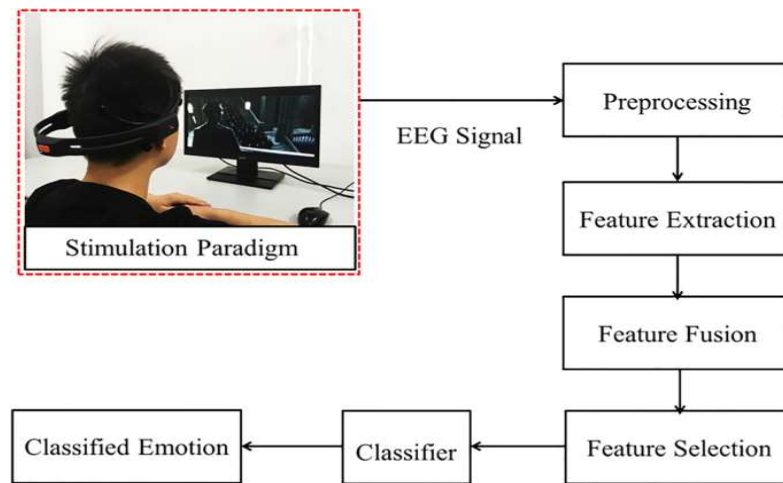 Stimulation Paradigm
EEG Signal
Preprocessing
Feature Extraction
Feature Fusion
Feature Selection
Classifier
Classified Emotion